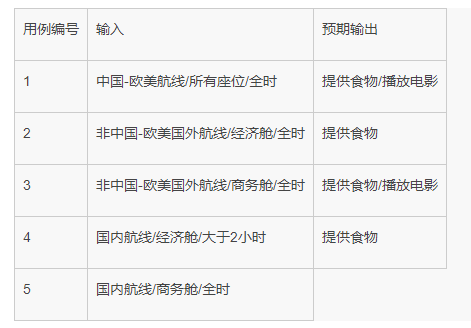 用例编号 输入 预期输出
1 中国-欧美航线/所有座位/全时 提供食物/播放电影
2 非中国-欧美国外航线/经济舱/全时 提供食物
3 非中国-欧美国外航线/商务舱/全时 提供食物/播放电影
4 国内航线/经济舱/大于2小时 提供食物
5 国内航线/商务舱/全时